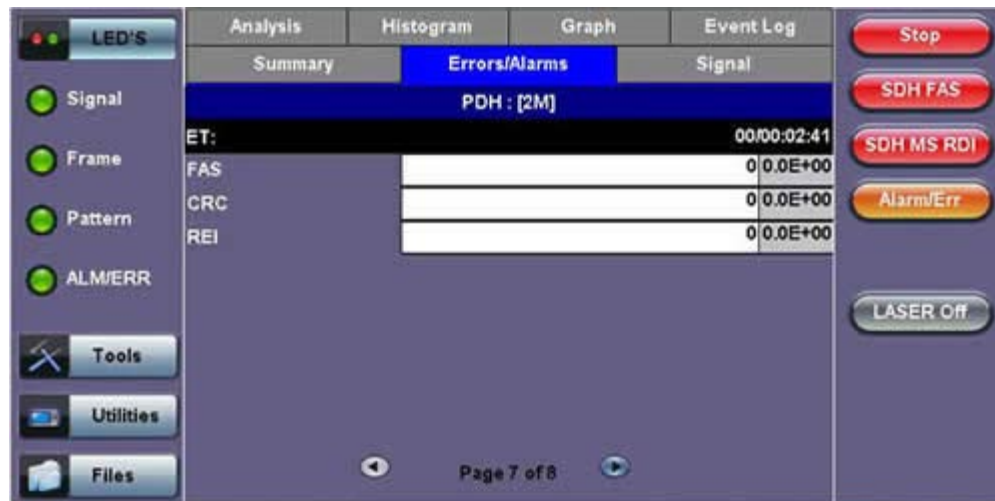 LED'S
Signal
Frame
Pattern
ALM/ERR
Tools
Utilities
Files
Analysis Histogram Graph Event Log
Summary Errors/Alarms Signal
PDH : [2M]
ET: 00/00:02:41
FAS 0 0.0E+00
CRC 0 0.0E+00
REI 0 0.0E+00
Page 7 of 8
Stop
SDH FAS
SDH MS RDI
Alarm/Err
LASER Off